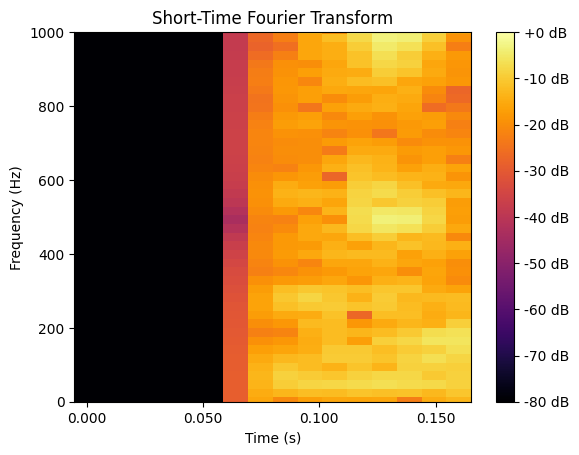 Short-Time Fourier Transform
1000
800
600
400
200
0
Frequency (Hz)
0.000
0.050
0.100
0.150
Time (s)
+0 dB
-10 dB
-20 dB
-30 dB
-40 dB
-50 dB
-60 dB
-70 dB
-80 dB